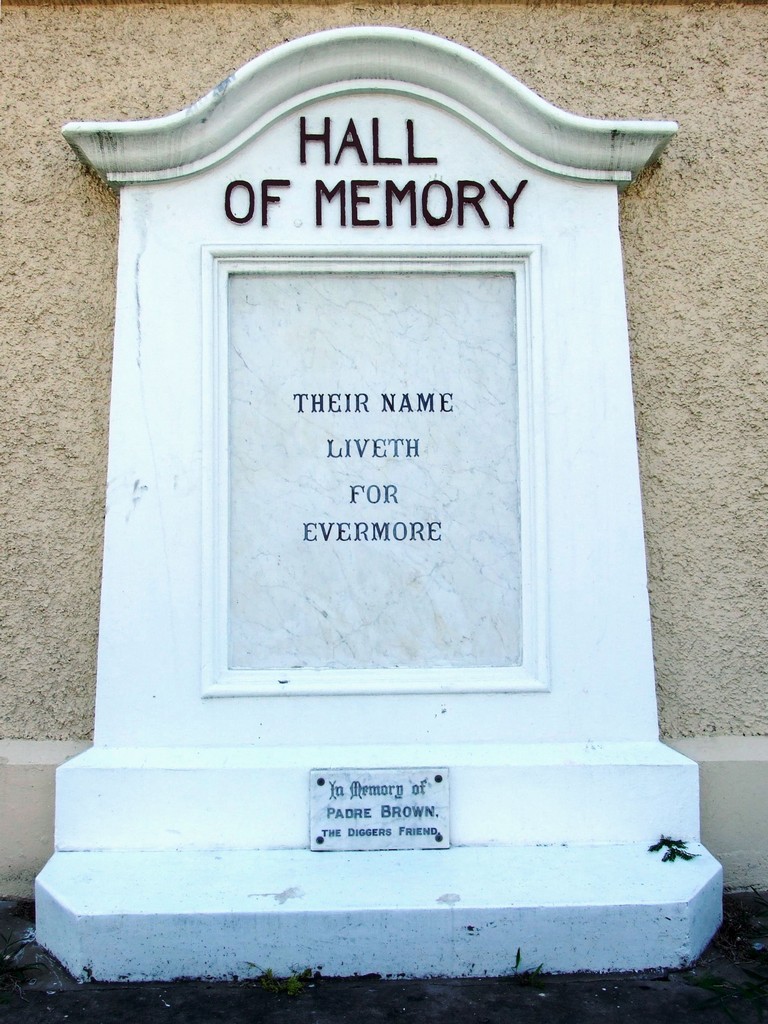 HALL
OF MEMORY
THEIR NAME
LIVETH
FOR
EVERMORE
In Memory of
PADRE BROWN,
THE DIGGERS FRIEND.